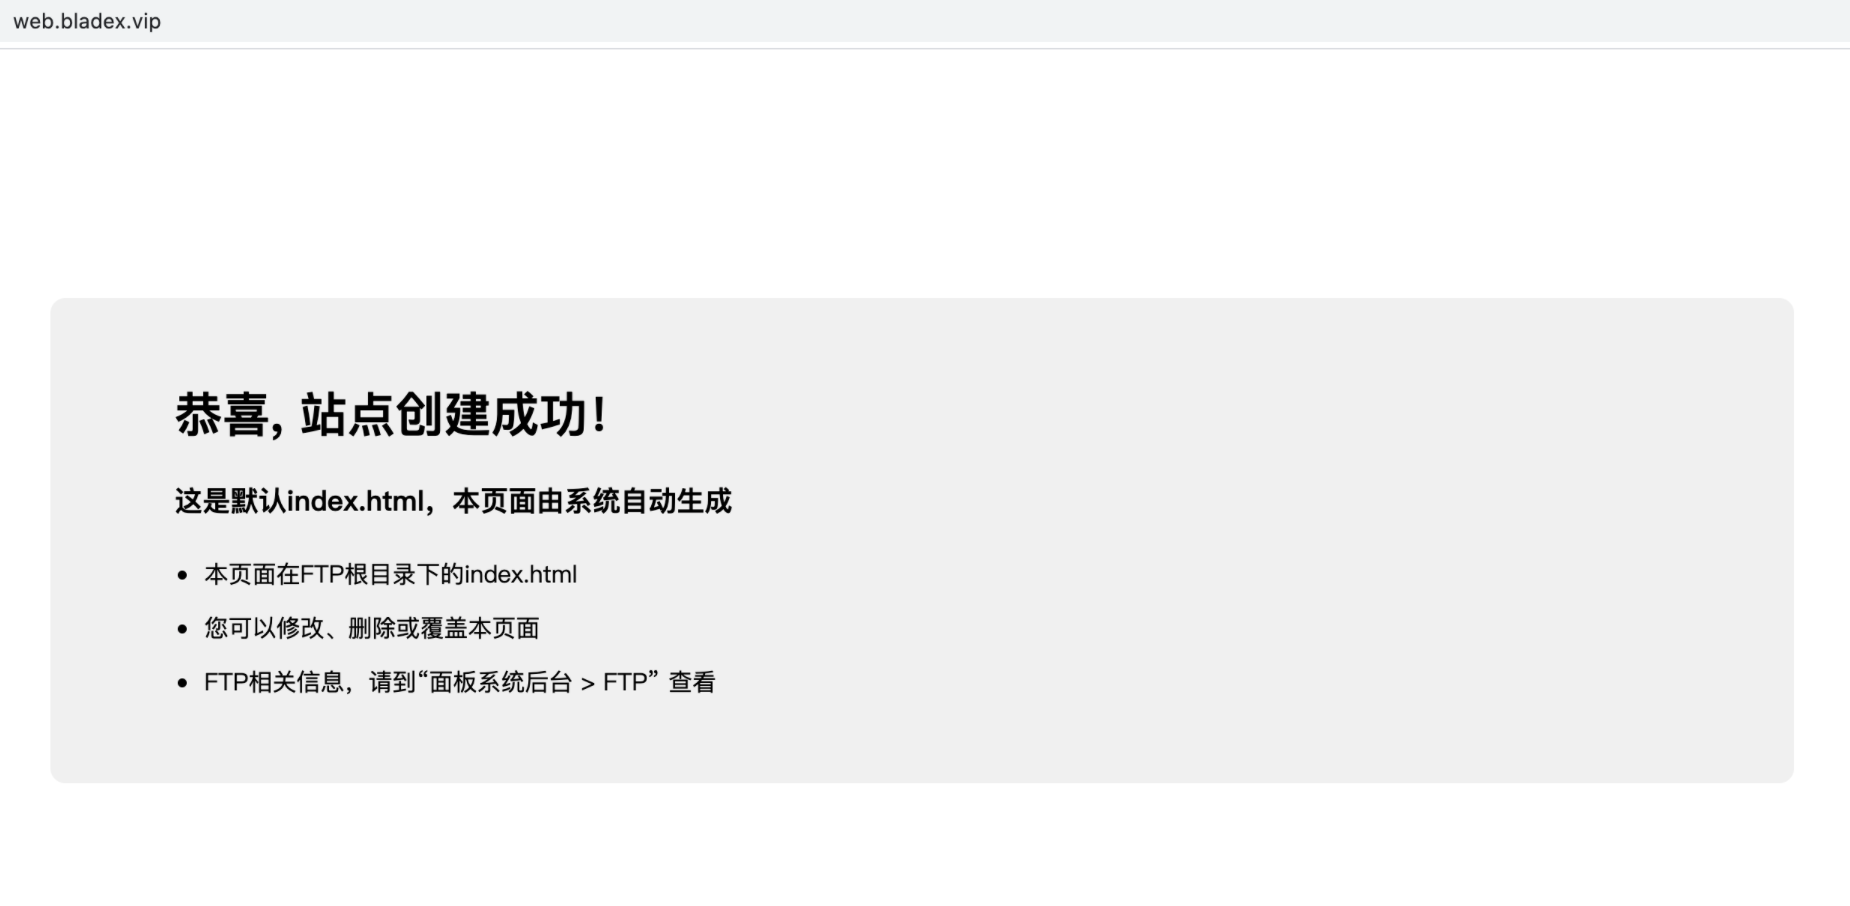 web.bladex.vip
恭喜, 站点创建成功！
这是默认index.html，本页面由系统自动生成
• 本页面在FTP根目录下的index.html
• 您可以修改、删除或覆盖本页面
• FTP相关信息，请到“面板系统后台 > FTP” 查看